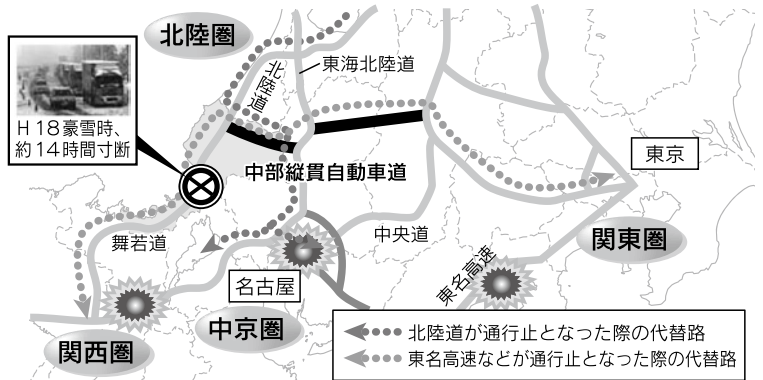 北陸圏
東海北陸道
北陸道
H18豪雪時、
約14時間寸断
中部縦貫自動車道
東京
舞若道
中央道
関東圏
東名高速
名古屋
中京圏
関西圏
北陸道が通行止となった際の代替路
東名高速などが通行止となった際の代替路